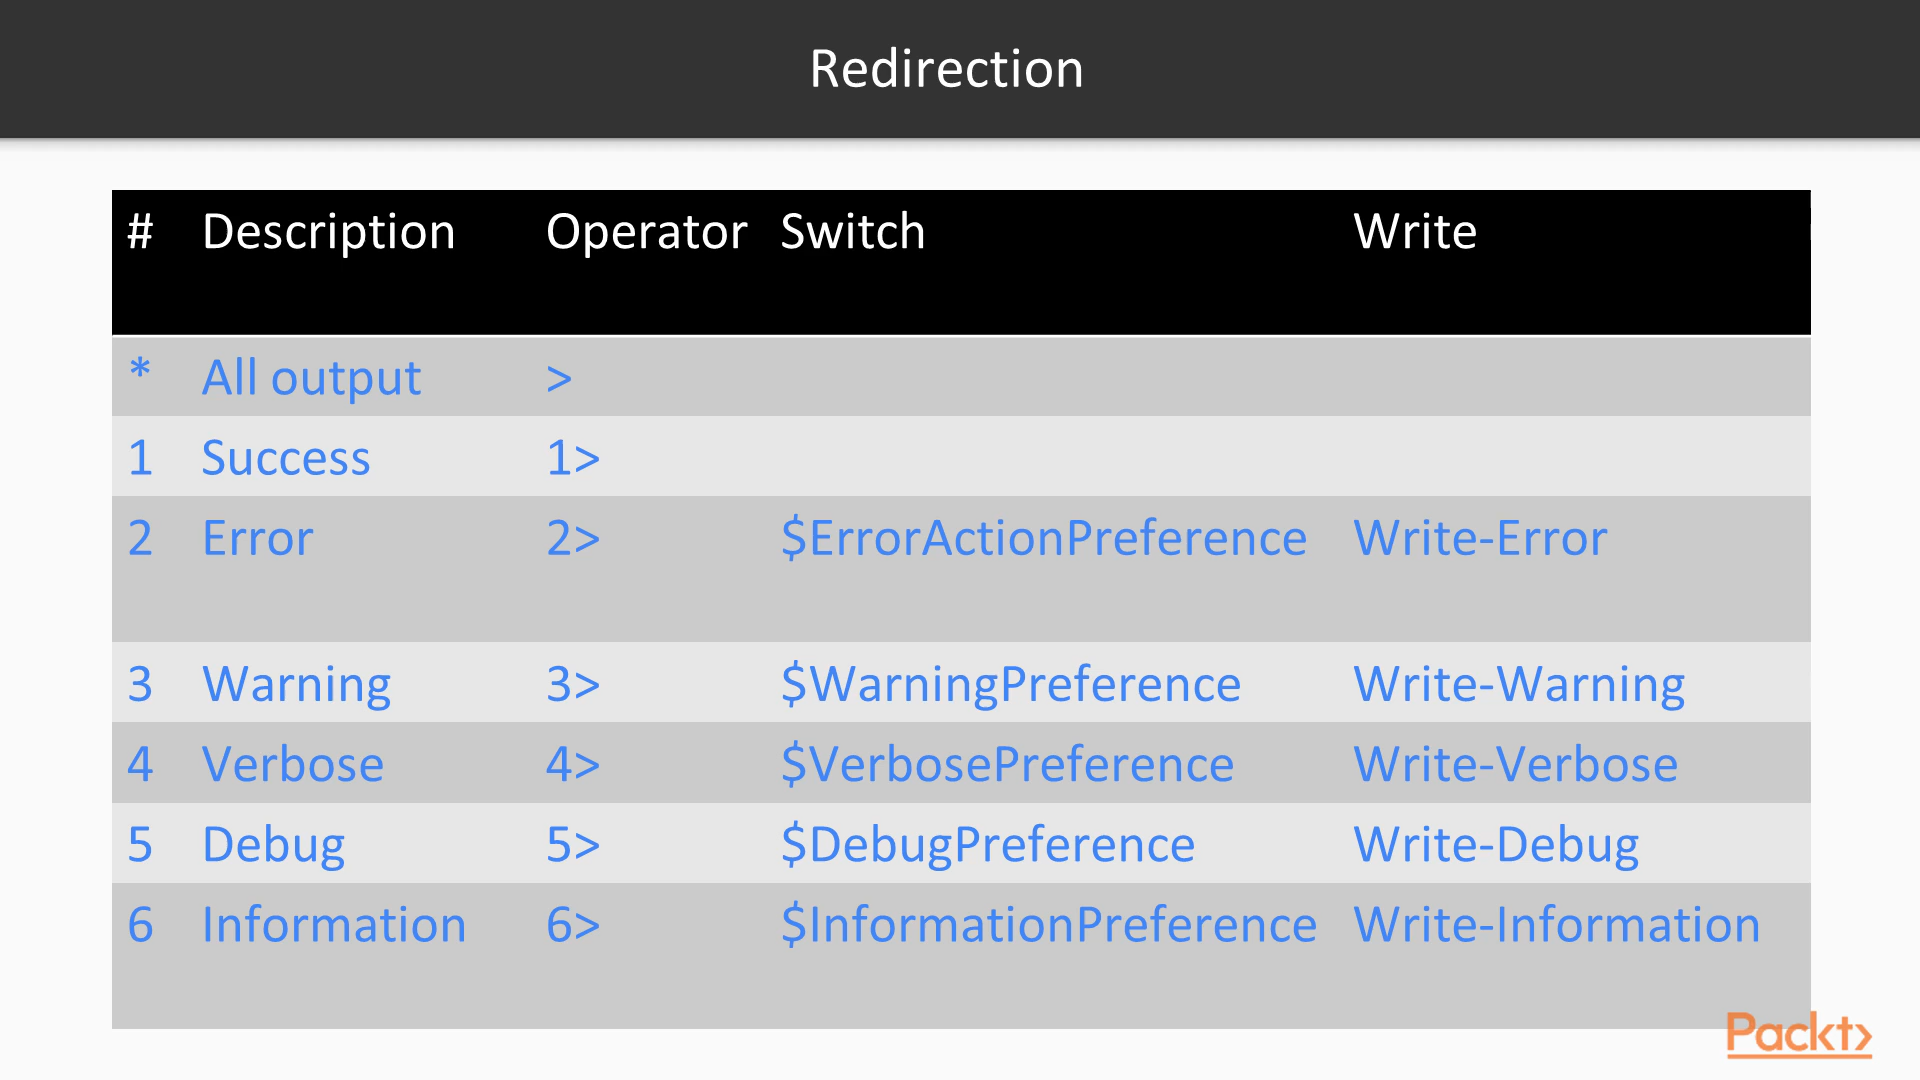 Redirection
# Description Operator Switch Write
* All output >
1 Success 1>
2 Error 2> $ErrorActionPreference Write-Error
3 Warning 3> $WarningPreference Write-Warning
4 Verbose 4> $VerbosePreference Write-Verbose
5 Debug 5> $DebugPreference Write-Debug
6 Information 6> $InformationPreference Write-Information
Packt>